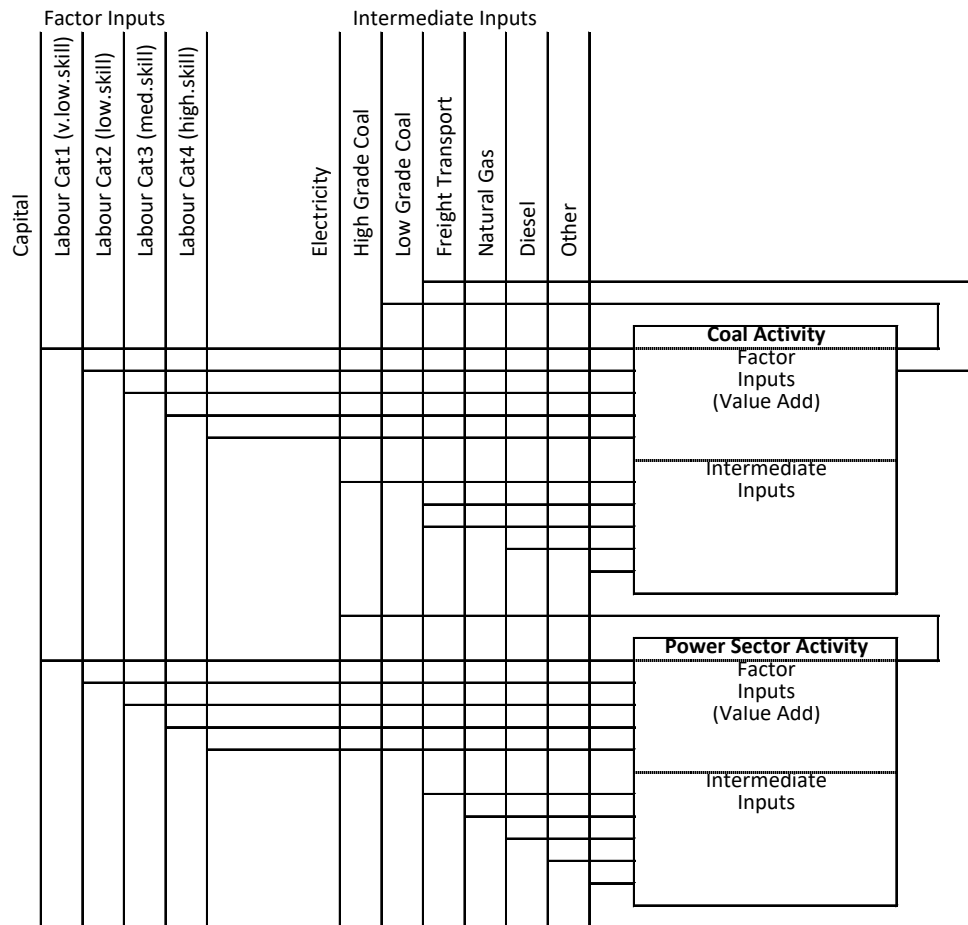 Factor Inputs
Intermediate Inputs
Capital
Labour Cat1 (v.low.skill)
Labour Cat2 (low.skill)
Labour Cat3 (med.skill)
Labour Cat4 (high.skill)
Electricity
High Grade Coal
Low Grade Coal
Freight Transport
Natural Gas
Diesel
Other
Coal Activity
Factor
Inputs
(Value Add)
Intermediate
Inputs
Power Sector Activity
Factor
Inputs
(Value Add)
Intermediate
Inputs